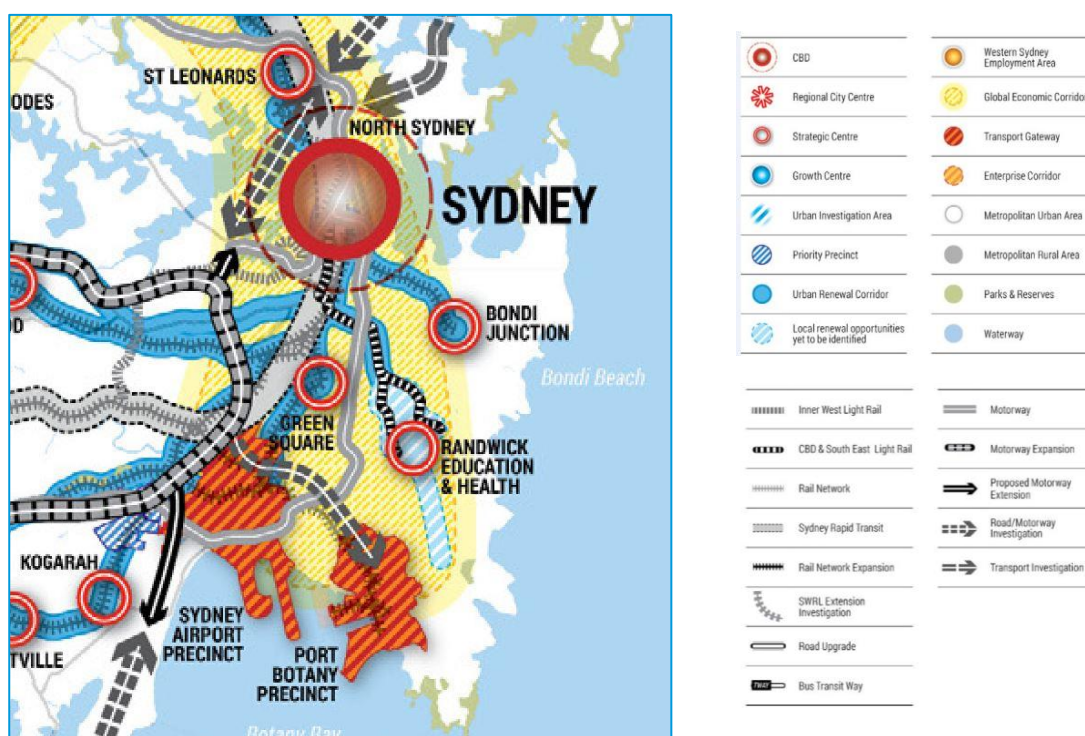 ST LEONARDS
ODES
NORTH SYDNEY
SYDNEY
BONDI
JUNCTION
Bondi Beach
D
GREEN
SQUARE
RANDWICK
EDUCATION
& HEALTH
KOGARAH
SYDNEY
AIRPORT
PRECINCT
TVILLE
PORT
BOTANY
PRECINCT
Botany Bay
CBD
Regional City Centre
Strategic Centre
Growth Centre
Urban Investigation Area
Priority Precinct
Urban Renewal Corridor
Local renewal opportunities
yet to be identified
Western Sydney
Employment Area
Global Economic Corrido
Transport Gateway
Enterprise Corridor
Metropolitan Urban Area
Metropolitan Rural Area
Parks & Reserves
Waterway
Inner West Light Rail
CBD & South East Light Rail
Rail Network
Sydney Rapid Transit
Rail Network Expansion
SWRL Extension
Investigation
Road Upgrade
TWAY
Bus Transit Way
Motorway
Motorway Expansion
Proposed Motorway
Extension
Road/Motorway
Investigation
Transport Investigation